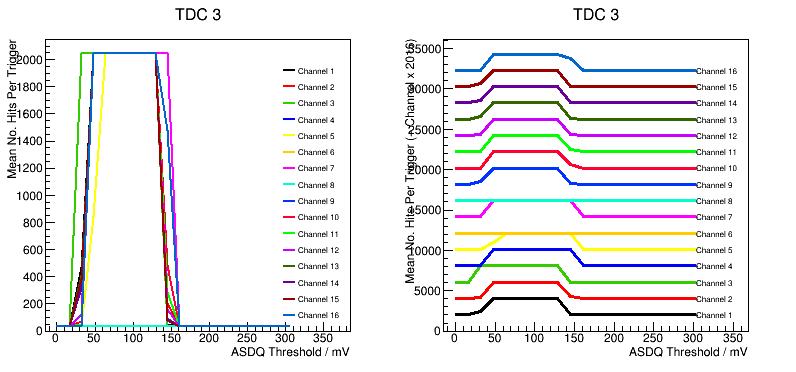 TDC 3
Mean No. Hits Per Trigger
2000
1800
1600
1400
1200
1000
800
600
400
200
0
0 50 100 150 200 250 300 350
ASDQ Threshold / mV
Channel 1
Channel 2
Channel 3
Channel 4
Channel 5
Channel 6
Channel 7
Channel 8
Channel 9
Channel 10
Channel 11
Channel 12
Channel 13
Channel 14
Channel 15
Channel 16
TDC 3
Mean No. Hits Per Trigger (+ Channel x 2016)
35000
30000
25000
20000
15000
10000
5000
0
0 50 100 150 200 250 300 350
ASDQ Threshold / mV
Channel 16
Channel 15
Channel 14
Channel 13
Channel 12
Channel 11
Channel 10
Channel 9
Channel 8
Channel 7
Channel 6
Channel 5
Channel 4
Channel 3
Channel 2
Channel 1